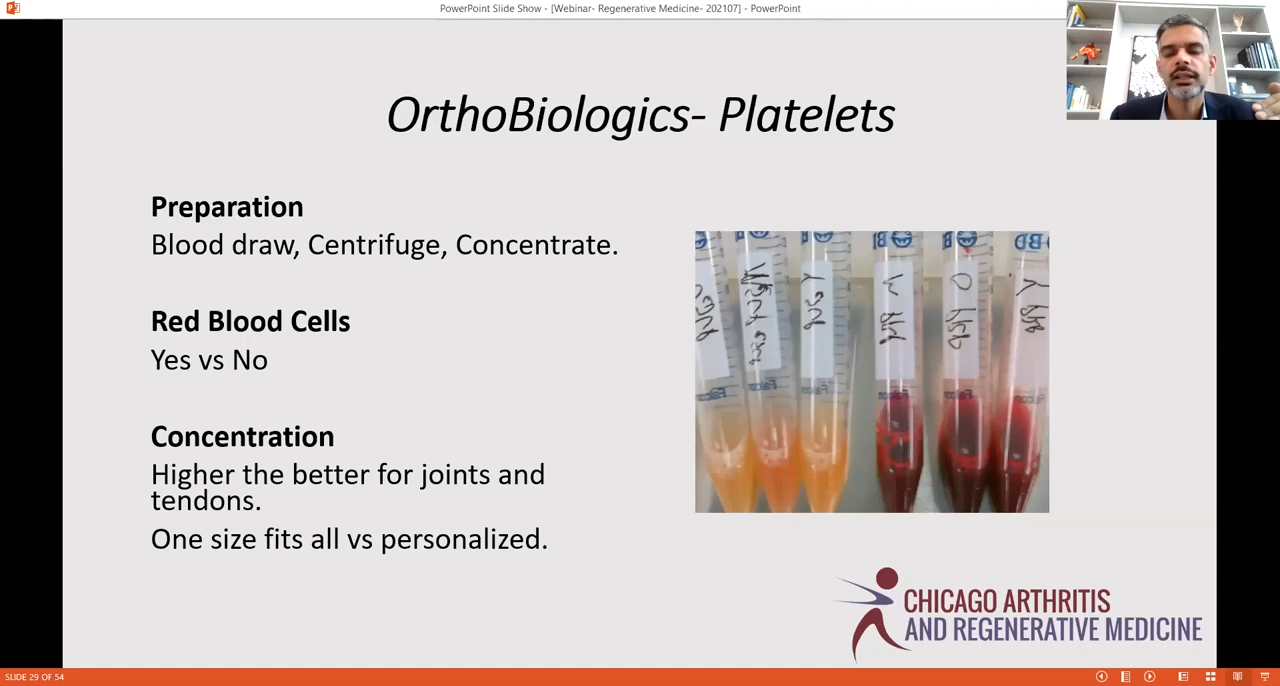 PowerPoint Slide Show - [Webinar- Regenerative Medicine- 202107] - PowerPoint
OrthoBiologics- Platelets
Preparation
Blood draw, Centrifuge, Concentrate.
Red Blood Cells
Yes vs No
Concentration
Higher the better for joints and
tendons.
One size fits all vs personalized.
Falcon
Falcon
CHICAGO ARTHRITIS
AND REGENERATIVE MEDICINE
SLIDE 29 OF 54